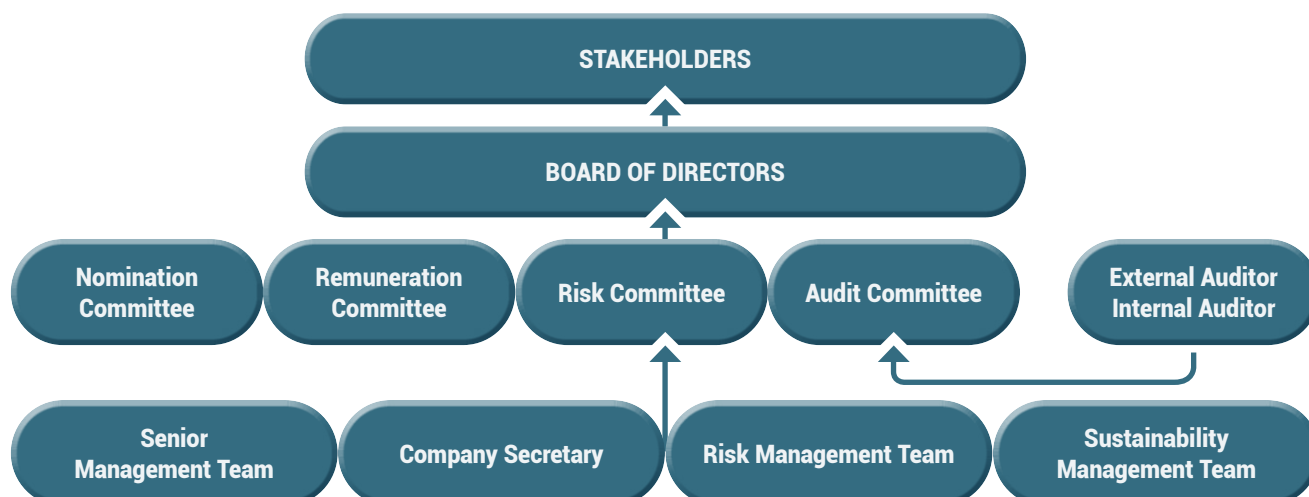 STAKEHOLDERS
BOARD OF DIRECTORS
Nomination
Committee
Remuneration
Committee
Risk Committee
Audit Committee
External Auditor
Internal Auditor
Senior
Management Team
Company Secretary
Risk Management Team
Sustainability
Management Team